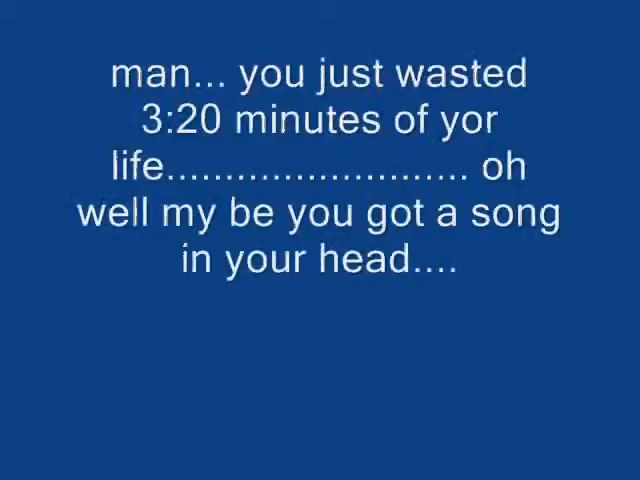 man... you just wasted
3:20 minutes of yor
life.......................... oh
well my be you got a song
in your head....